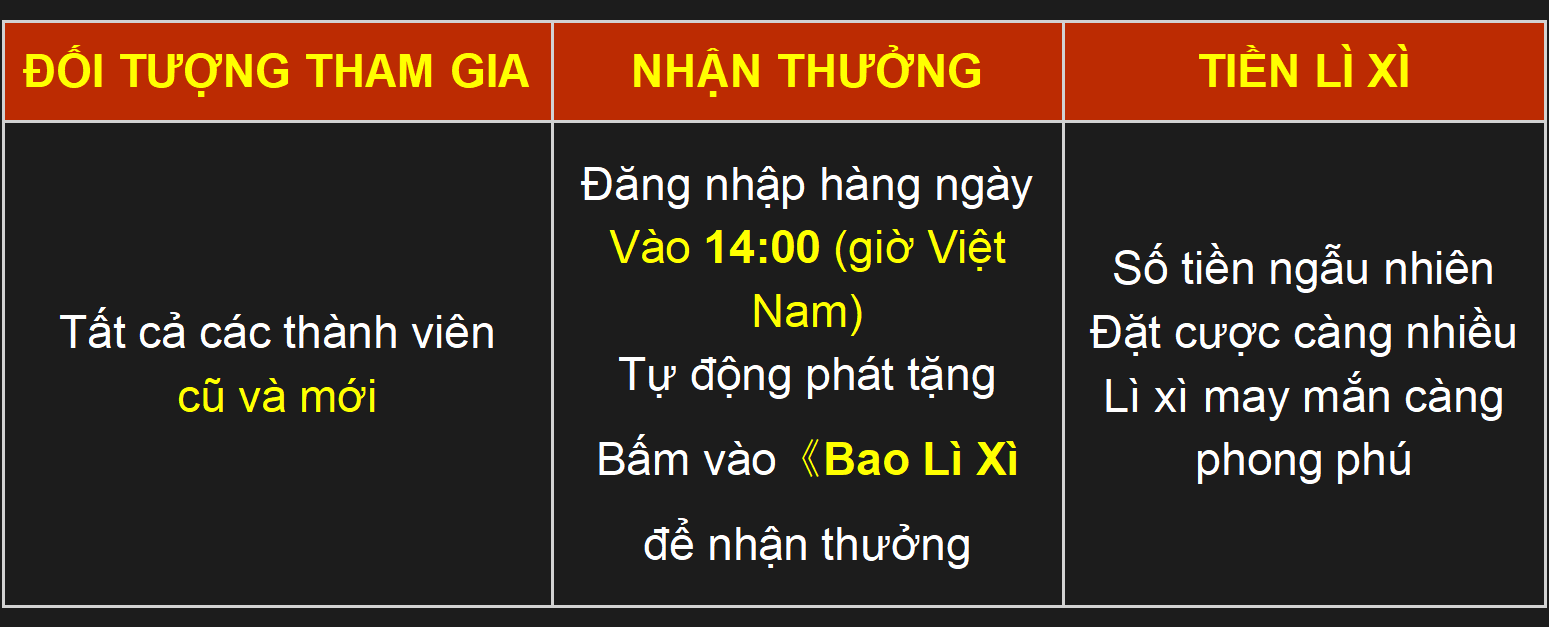 ĐỐI TƯỢNG THAM GIA
NHẬN THƯỞNG
TIỀN LÌ XÌ
Tất cả các thành viên
cũ và mới
Đăng nhập hàng ngày
Vào 14:00 (giờ Việt
Nam)
Tự động phát tặng
Bấm vào《Bao Lì Xì
để nhận thưởng
Số tiền ngẫu nhiên
Đặt cược càng nhiều
Lì xì may mắn càng
phong phú